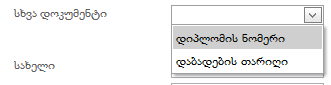 სხვა დოკუმენტი
დიპლომის ნომერი
დაბადების თარიღი
სახელი